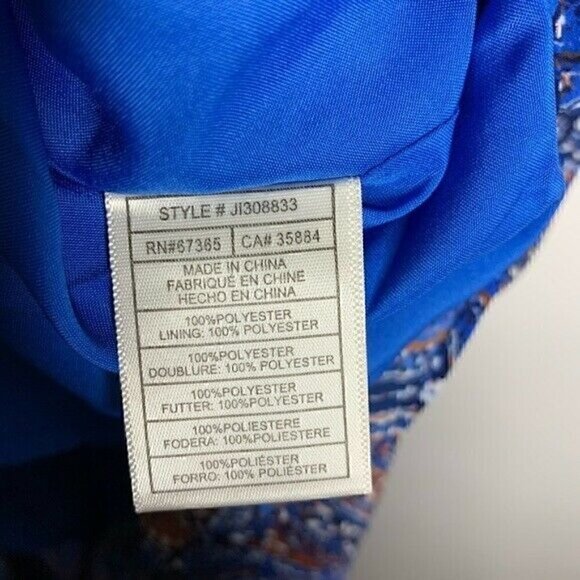 STYLE # JI308833
RN#67365 CA# 35884
MADE IN CHINA
FABRIQUÉ EN CHINE
HECHO EN CHINA
100%POLYESTER
LINING: 100% POLYESTER
100%POLYESTER
DOUBLURE: 100% POLYESTER
100%POLYESTER
FUTTER: 100% POLYESTER
100%POLIESTERE
FODERA: 100% POLIESTERE
100%POLIÉSTER
FORRO: 100% POLIÉSTER